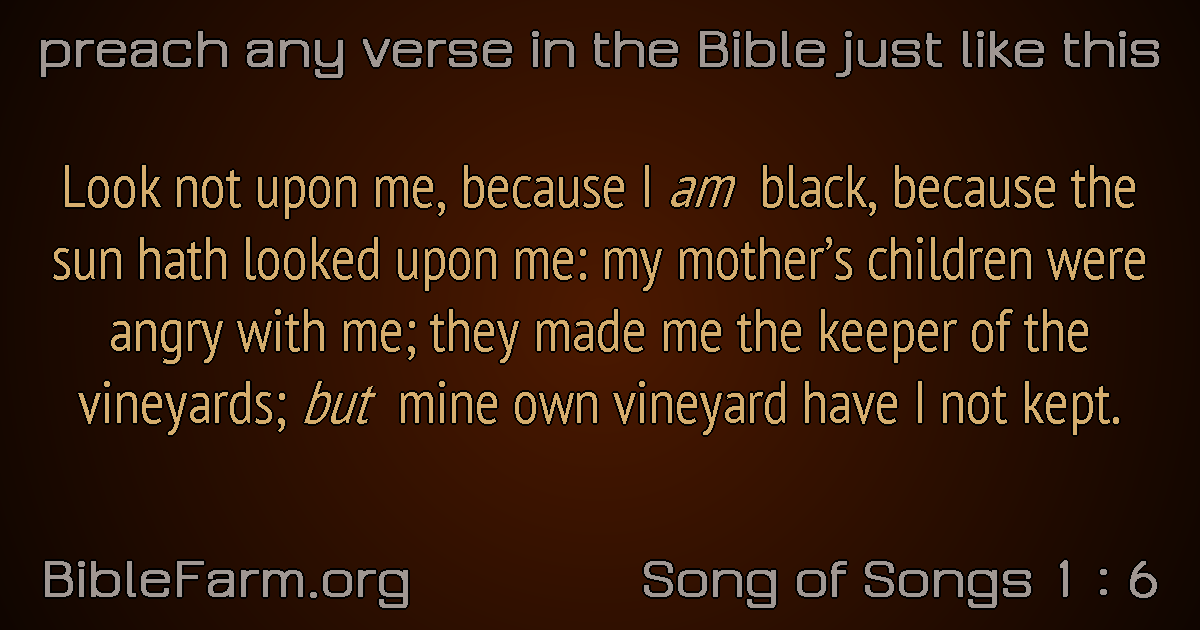 preach any verse in the Bible just like this
Look not upon me, because I am black, because the
sun hath looked upon me: my mother’s children were
angry with me; they made me the keeper of the
vineyards; but mine own vineyard have I not kept.
BibleFarm.org
Song of Songs 1 : 6